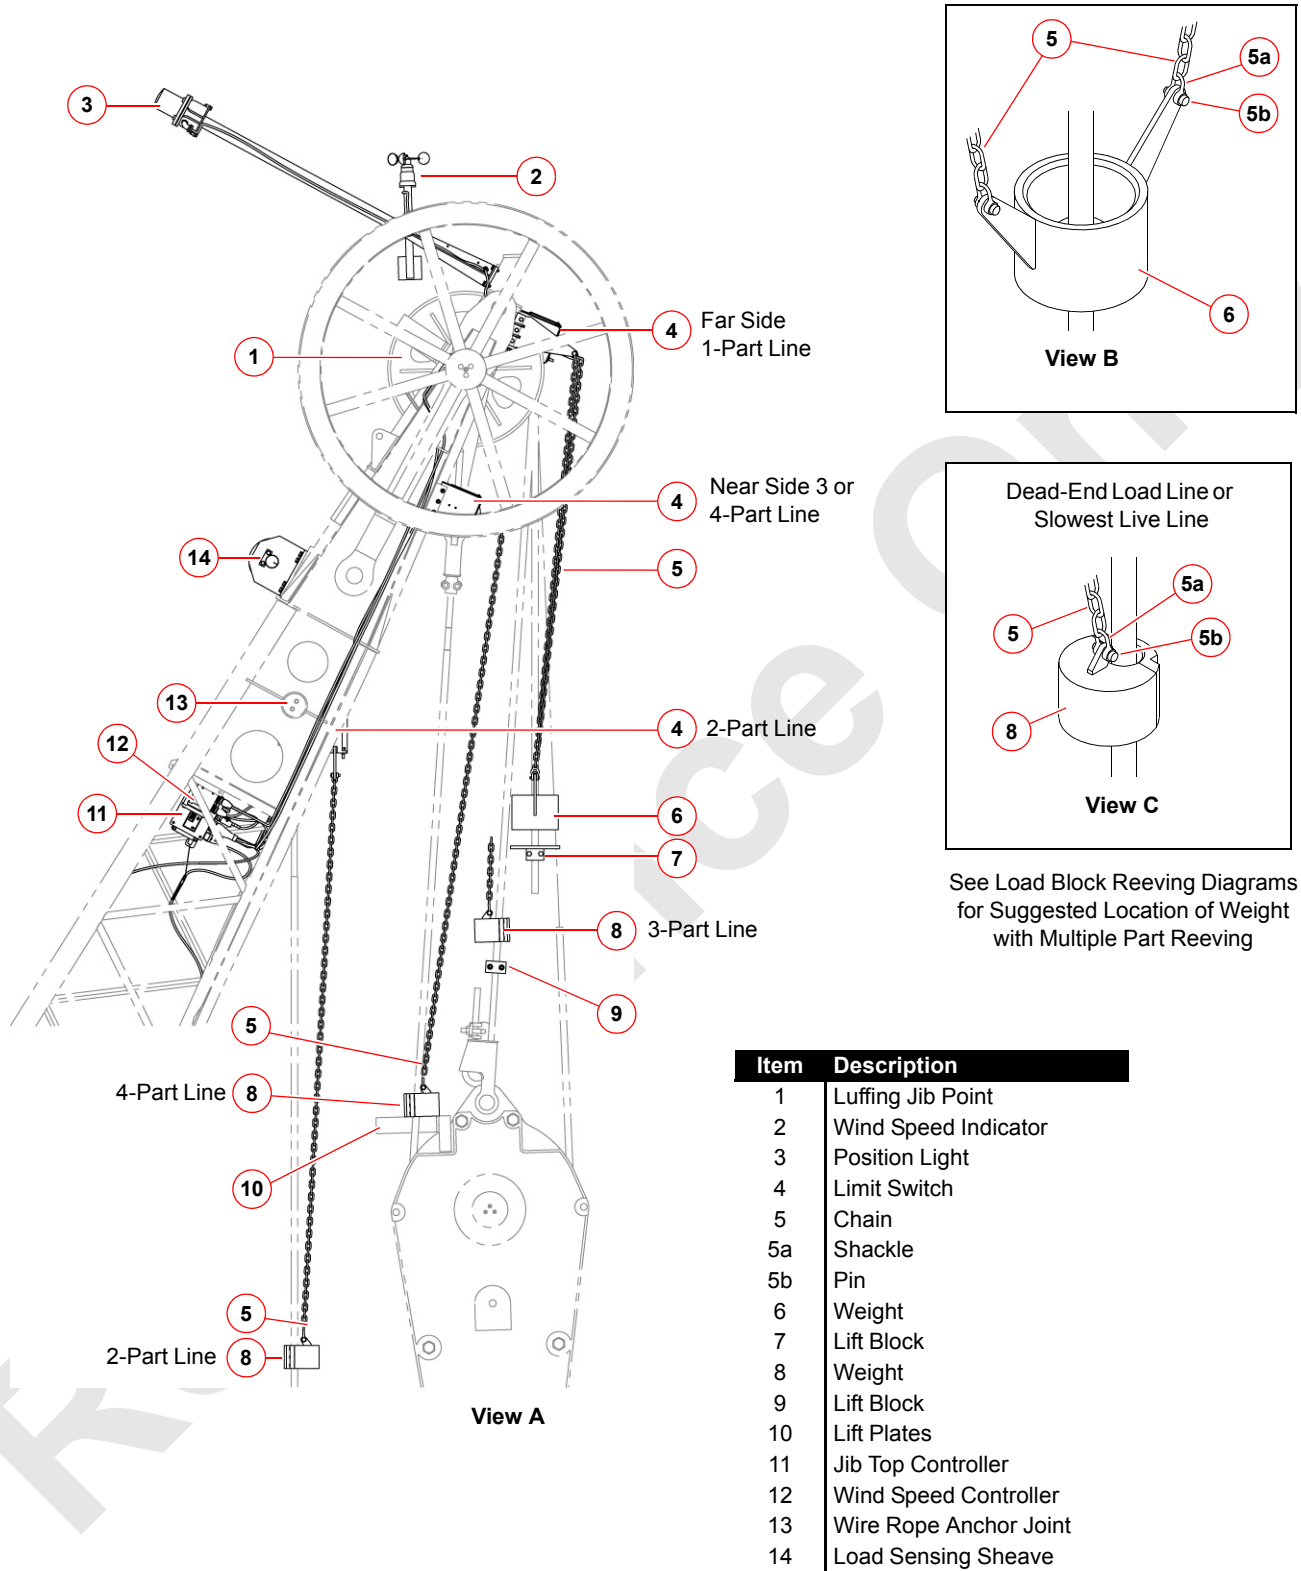 3
2
1
4 Far Side
1-Part Line
4 Near Side 3 or
4-Part Line
14
5
13
4 2-Part Line
12
11
6
7
8 3-Part Line
9
5
4-Part Line 8
10
5
2-Part Line 8
View A
5
5a
5b
6
View B
Dead-End Load Line or
Slowest Live Line
5a
5
5b
8
View C
See Load Block Reeving Diagrams
for Suggested Location of Weight
with Multiple Part Reeving
Item Description
1 Luffing Jib Point
2 Wind Speed Indicator
3 Position Light
4 Limit Switch
5 Chain
5a Shackle
5b Pin
6 Weight
7 Lift Block
8 Weight
9 Lift Block
10 Lift Plates
11 Jib Top Controller
12 Wind Speed Controller
13 Wire Rope Anchor Joint
14 Load Sensing Sheave